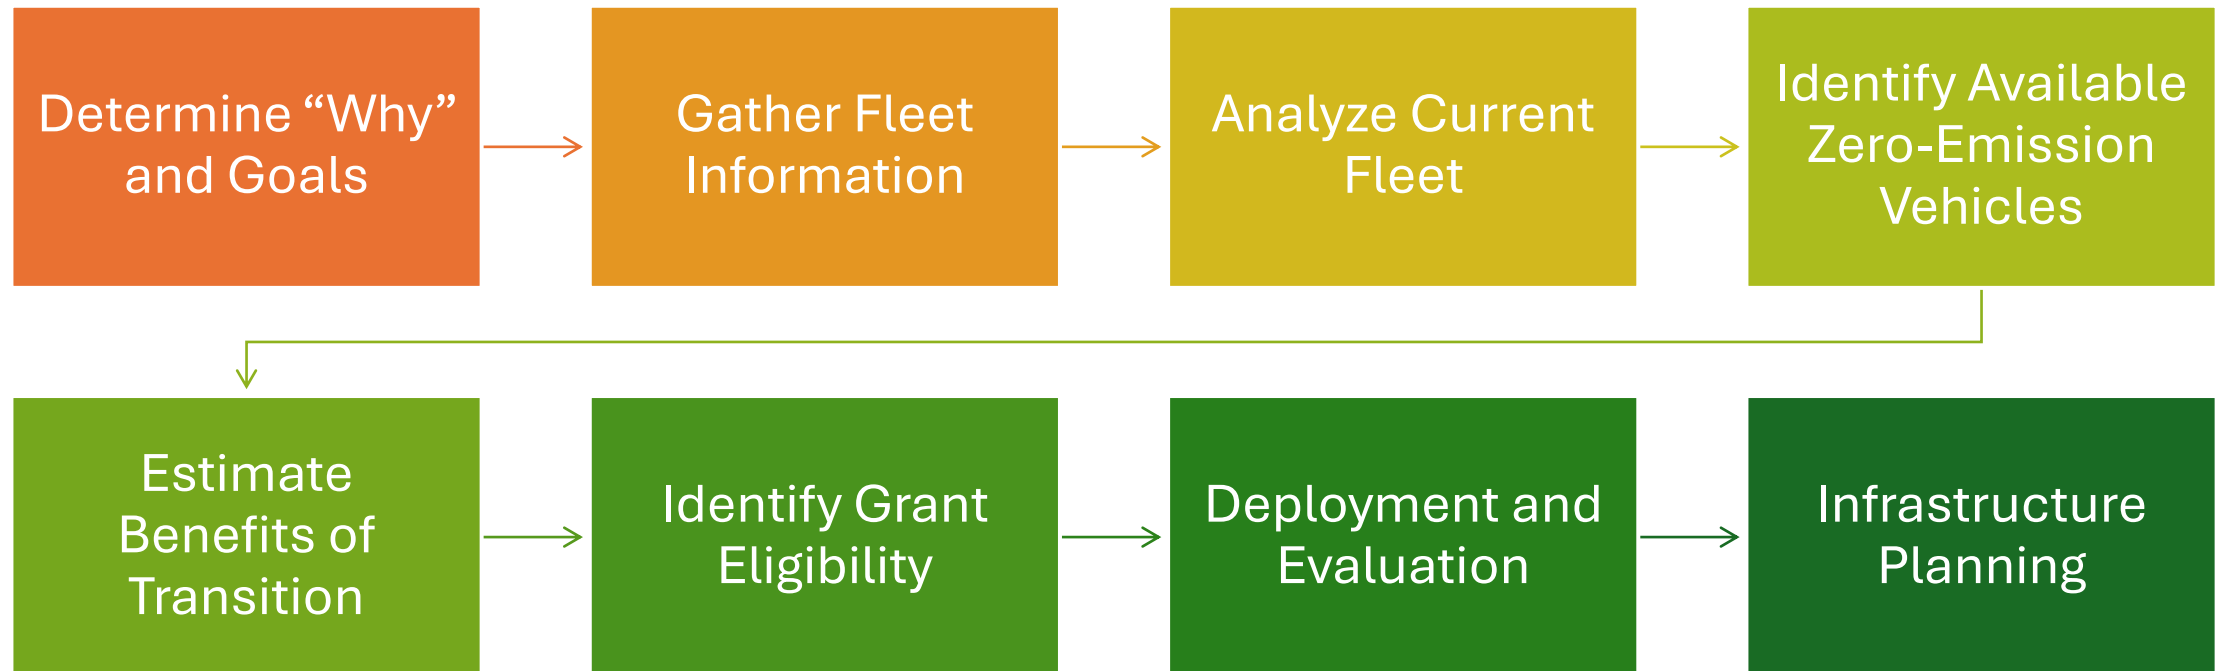 Determine “Why”
and Goals
Gather Fleet
Information
Analyze Current
Fleet
Identify Available
Zero-Emission
Vehicles
Estimate
Benefits of
Transition
Identify Grant
Eligibility
Deployment and
Evaluation
Infrastructure
Planning